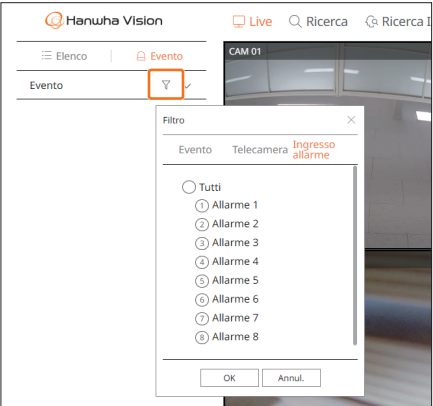 Hanwha Vision
Live
Ricerca
Ricerca I
Elenco
Evento
CAM 01
Evento
Filtro
Evento
Telecamera
Ingresso
allarme
Tutti
1 Allarme 1
2 Allarme 2
3 Allarme 3
4 Allarme 4
5 Allarme 5
6 Allarme 6
7 Allarme 7
8 Allarme 8
OK
Annul.